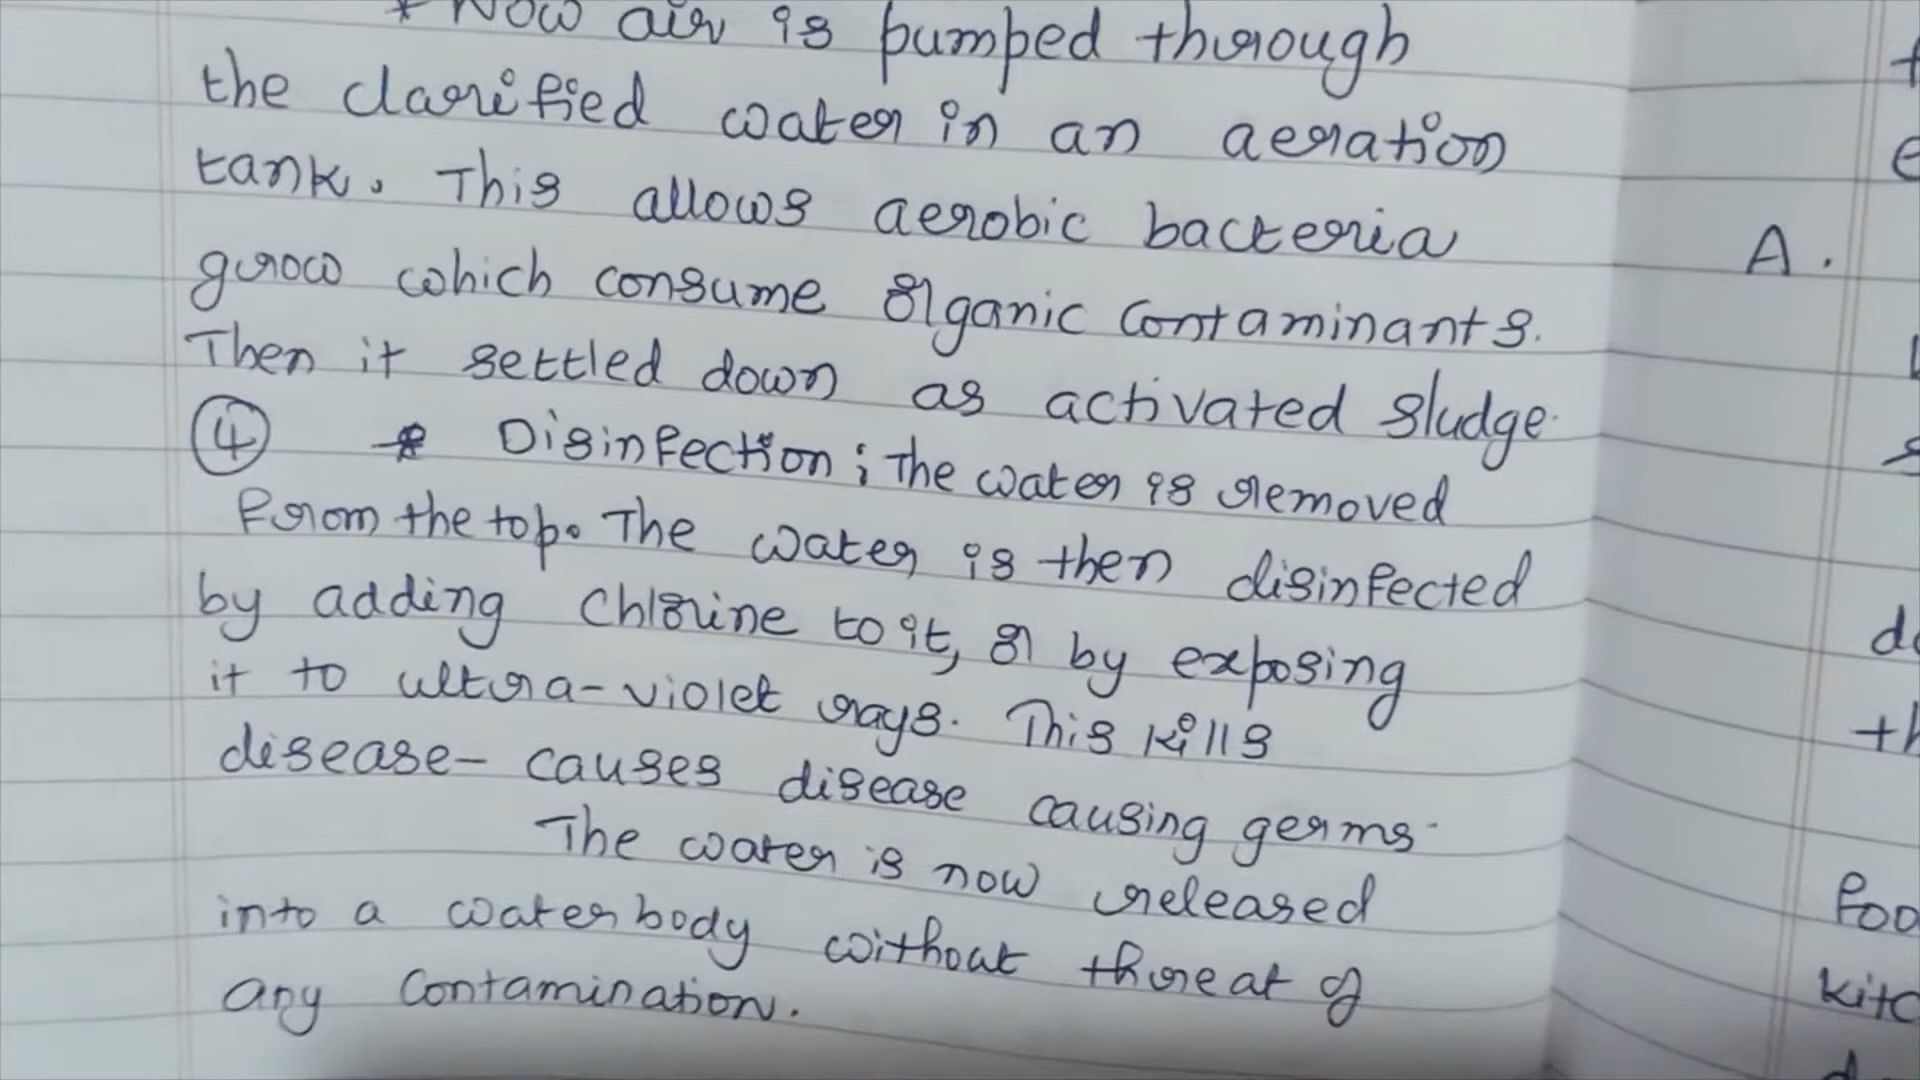 * Now air is pumped through
the clarified water in an aeration
tank. This allows aerobic bacteria
grow which consume organic contaminants.
Then it settled down as activated sludge.
④ * Disinfection; The water is removed
from the top. The water is then disinfected
by adding Chlorine to it, or by exposing
it to ultra-violet rays. This kills
disease- causes disease causing germs.
The water is now released
into a waterbody without threat of
any contamination.
A.
kitc